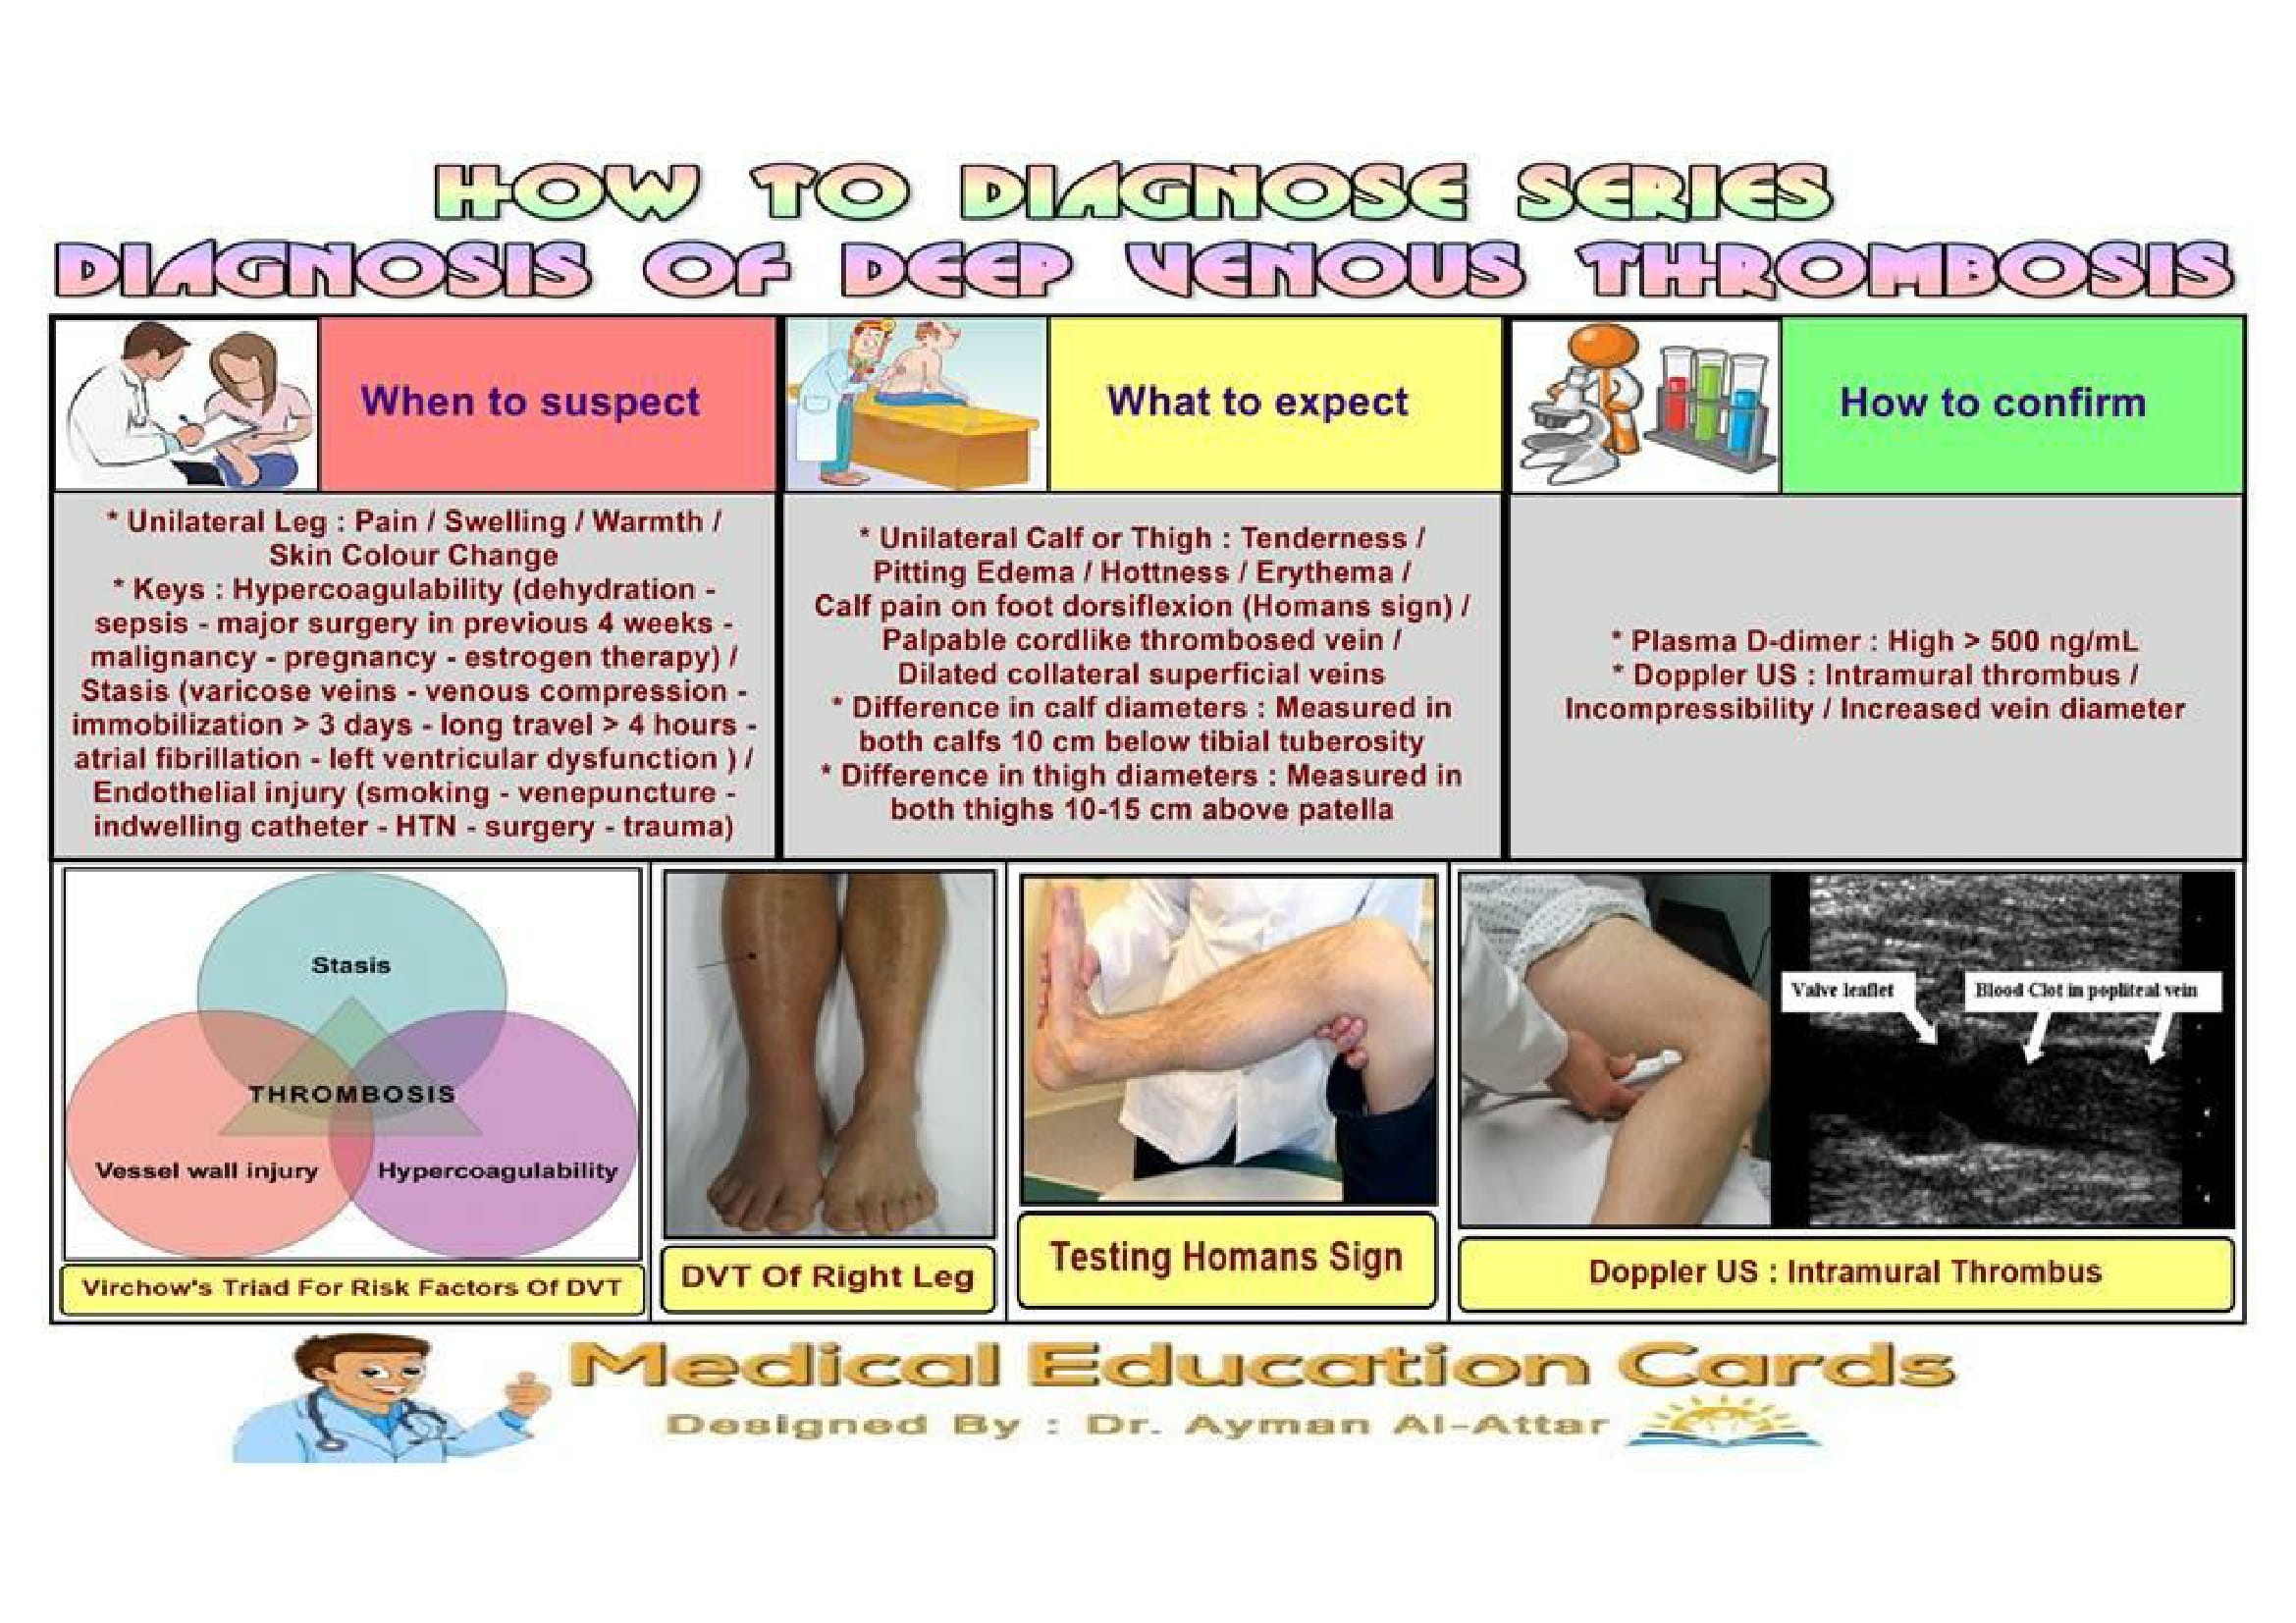 HOW TO DIAGNOSE SERIES
DIAGNOSIS OF DEEP VENOUS THROMBOSIS
When to suspect
* Unilateral Leg : Pain / Swelling / Warmth /
Skin Colour Change
* Keys : Hypercoagulability (dehydration -
sepsis - major surgery in previous 4 weeks -
malignancy - pregnancy - estrogen therapy) /
Stasis (varicose veins - venous compression -
immobilization > 3 days - long travel > 4 hours -
atrial fibrillation - left ventricular dysfunction ) /
Endothelial injury (smoking - venepuncture -
indwelling catheter - HTN - surgery - trauma)
What to expect
* Unilateral Calf or Thigh : Tenderness /
Pitting Edema / Hottness / Erythema /
Calf pain on foot dorsiflexion (Homans sign) /
Palpable cordlike thrombosed vein /
Dilated collateral superficial veins
* Difference in calf diameters : Measured in
both calfs 10 cm below tibial tuberosity
* Difference in thigh diameters : Measured in
both thighs 10-15 cm above patella
How to confirm
* Plasma D-dimer : High > 500 ng/mL
* Doppler US : Intramural thrombus /
Incompressibility / Increased vein diameter
Stasis
THROMBOSIS
Vessel wall injury
Hypercoagulability
Virchow's Triad For Risk Factors Of DVT
DVT Of Right Leg
Testing Homans Sign
Valve leaflet
Blood Clot in popliteal vein
Doppler US : Intramural Thrombus
Medical Education Cards
Designed By : Dr. Ayman Al-Attar